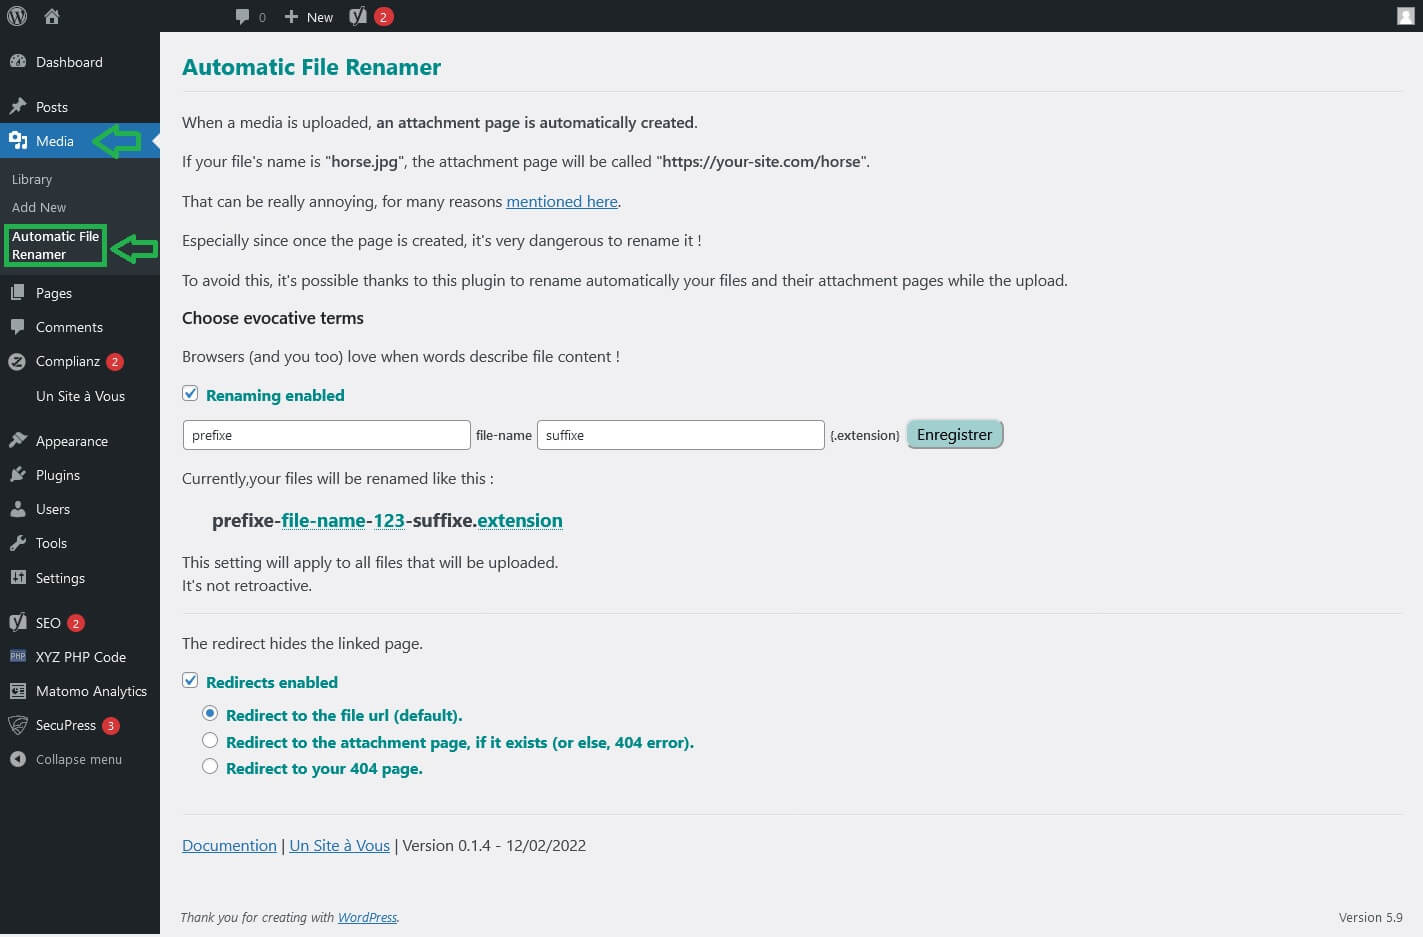 0 New 2
Dashboard
Posts
Media
Library
Add New
Automatic File
Renamer
Pages
Comments
Complianz 2
Un Site à Vous
Appearance
Plugins
Users
Tools
Settings
SEO 2
PHP XYZ PHP Code
Matomo Analytics
SecuPress 3
Collapse menu
Automatic File Renamer
When a media is uploaded, an attachment page is automatically created.
If your file's name is "horse.jpg", the attachment page will be called "https://your-site.com/horse".
That can be really annoying, for many reasons mentioned here.
Especially since once the page is created, it's very dangerous to rename it !
To avoid this, it's possible thanks to this plugin to rename automatically your files and their attachment pages while the upload.
Choose evocative terms
Browsers (and you too) love when words describe file content !
Renaming enabled
prefixe file-name suffixe (.extension) Enregistrer
Currently,your files will be renamed like this :
prefixe-file-name-123-suffixe.extension
This setting will apply to all files that will be uploaded.
It's not retroactive.
The redirect hides the linked page.
Redirects enabled
Redirect to the file url (default).
Redirect to the attachment page, if it exists (or else, 404 error).
Redirect to your 404 page.
Documention | Un Site à Vous | Version 0.1.4 - 12/02/2022
Thank you for creating with WordPress. Version 5.9